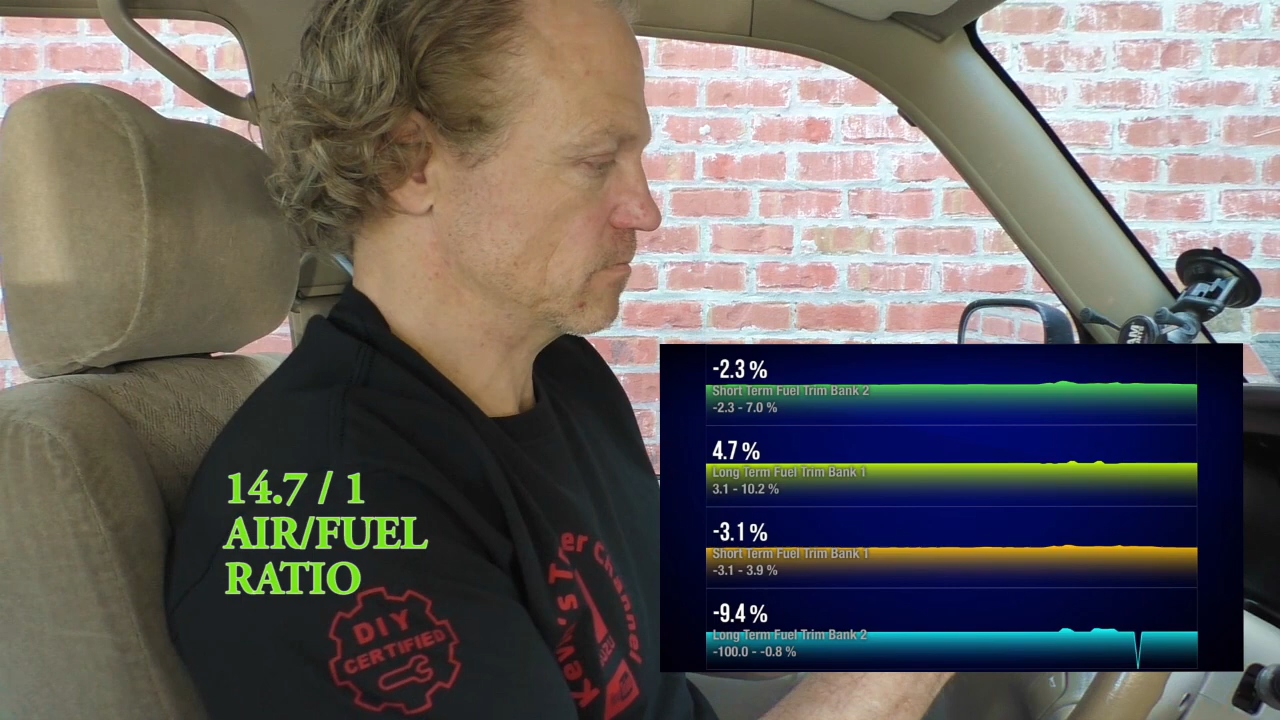 14.7 / 1
AIR/FUEL
RATIO
DIY
CERTIFIED
-2.3 %
Short Term Fuel Trim Bank 2
-2.3 - 7.0 %
4.7 %
Long Term Fuel Trim Bank 1
3.1 - 10.2 %
-3.1 %
Short Term Fuel Trim Bank 1
-3.1 - 3.9 %
-9.4 %
Long Term Fuel Trim Bank 2
-100.0 - -0.8 %